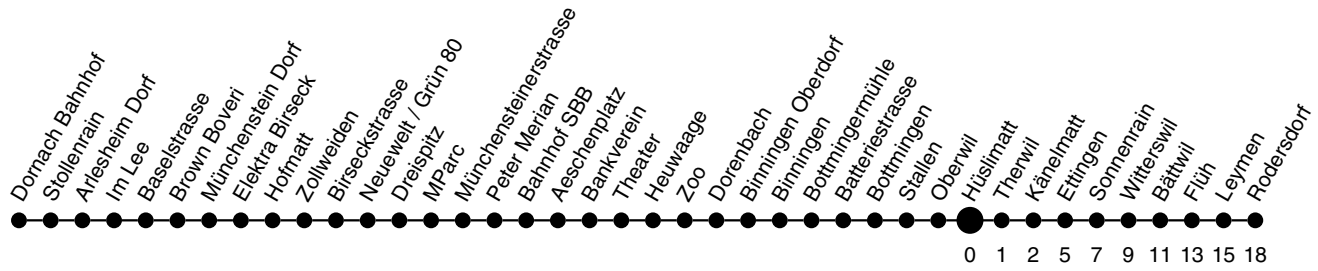 Dornach Bahnhof
Stollenrain
Arlesheim Dorf
Im Lee
Baselstrasse
Brown Boveri
Münchenstein Dorf
Elektra Birseck
Hofmatt
Zollweiden
Birseckstrasse
Neuewelt / Grün 80
Dreispitz
MParc
Münchensteinerstrasse
Peter Merian
Bahnhof SBB
Aeschenplatz
Bankverein
Theater
Heuwaage
Zoo
Dorenbach
Binningen Oberdorf
Binningen
Bottmingermühle
Batteriestrasse
Bottmingen
Stallen
Oberwil
Hüslimatt
Therwil
Känelmatt
Ettingen
Sonnenrain
Witterswil
Bättwil
Flüh
Leymen
Rodersdorf
0 1 2 5 7 9 11 13 15 18